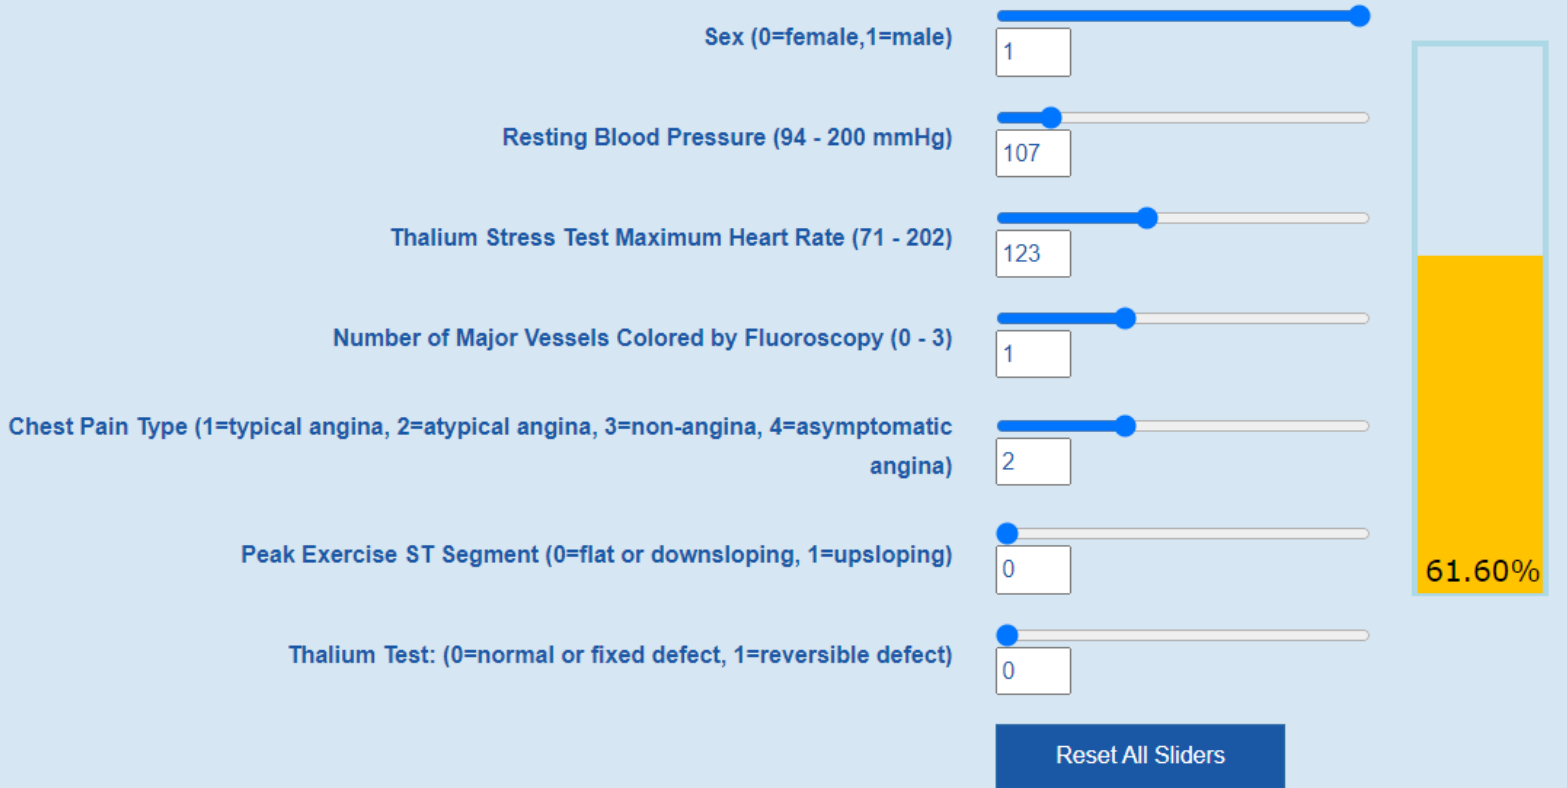 Sex (0=female,1=male)
1
Resting Blood Pressure (94 - 200 mmHg)
107
Thalium Stress Test Maximum Heart Rate (71 - 202)
123
Number of Major Vessels Colored by Fluoroscopy (0 - 3)
1
Chest Pain Type (1=typical angina, 2=atypical angina, 3=non-angina, 4=asymptomatic
angina)
2
Peak Exercise ST Segment (0=flat or downsloping, 1=upsloping)
0
61.60%
Thalium Test: (0=normal or fixed defect, 1=reversible defect)
0
Reset All Sliders